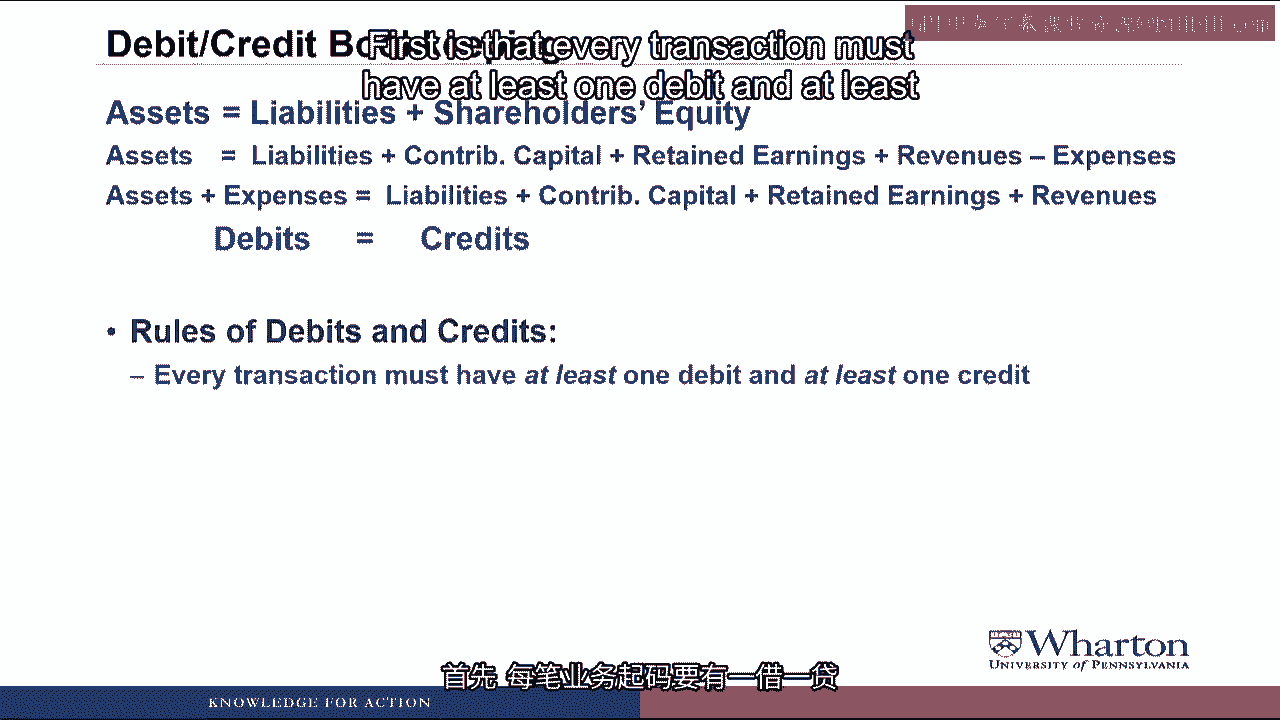 Debit/Credit Bookkeeping
First is that every transaction must
have at least one debit and at least
Assets = Liabilities + Shareholders’ Equity
Assets = Liabilities + Contrib. Capital + Retained Earnings + Revenues – Expenses
Assets + Expenses = Liabilities + Contrib. Capital + Retained Earnings + Revenues
Debits = Credits
• Rules of Debits and Credits:
– Every transaction must have at least one debit and at least one credit
Wharton
UNIVERSITY of PENNSYLVANIA
首先 每笔业务起码要有一借一贷
KNOWLEDGE FOR ACTION